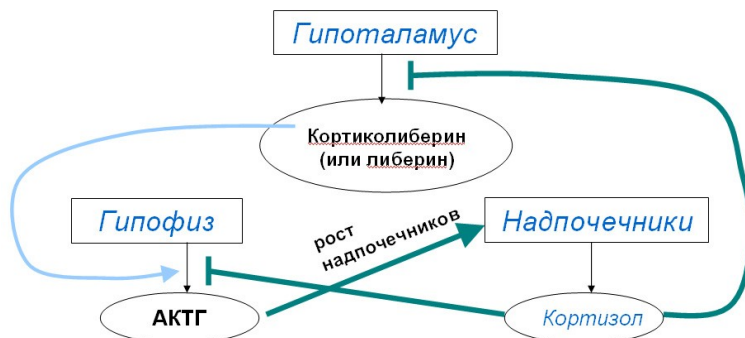 Гипоталамус
Кортиколиберин
(или либерин)
Гипофиз
рост
надпочечников
Надпочечники
АКТГ
Кортизол